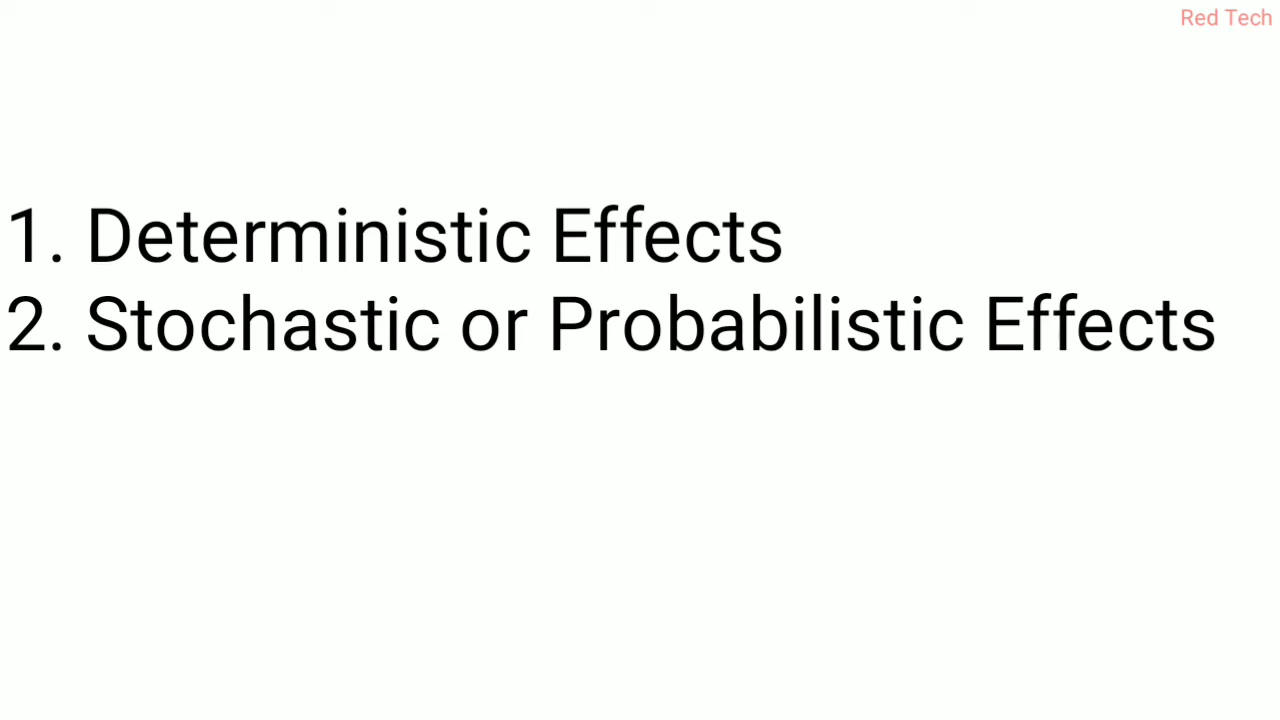 Red Tech
1. Deterministic Effects
2. Stochastic or Probabilistic Effects